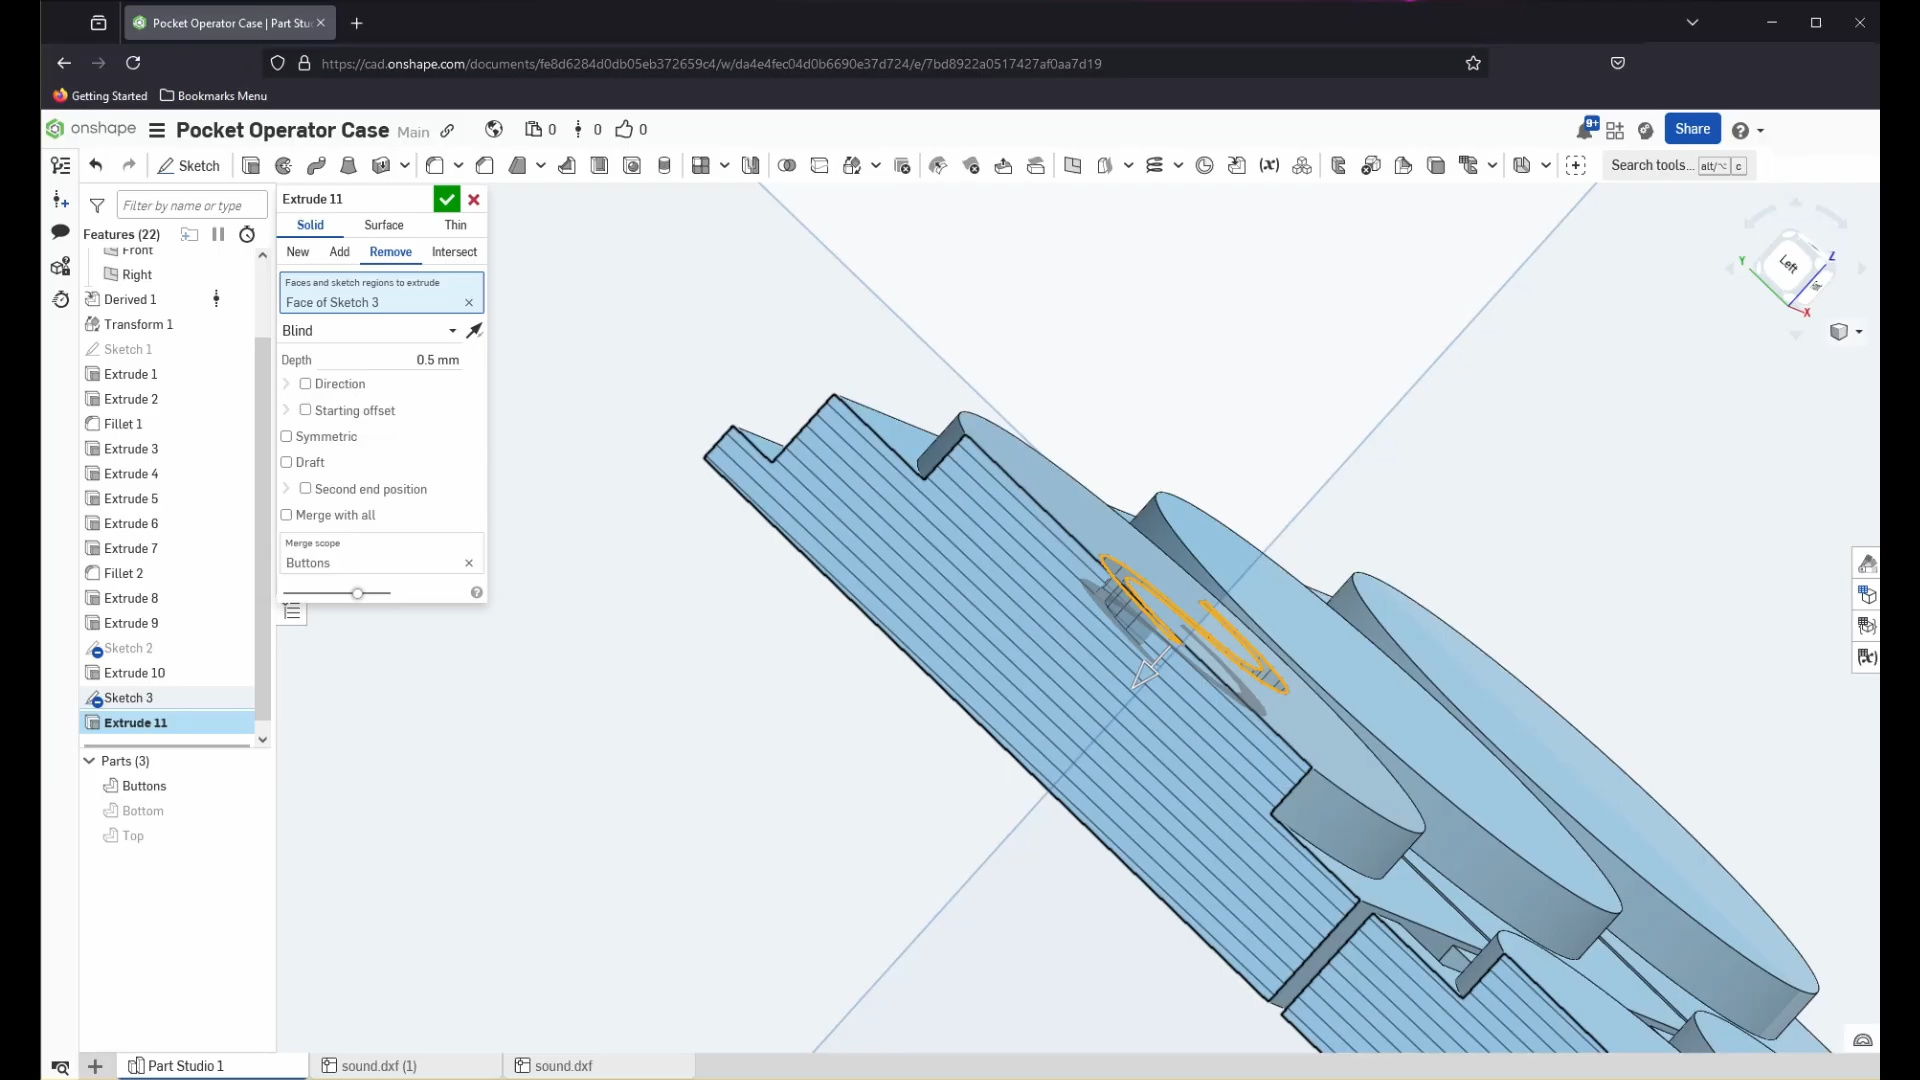 Pocket Operator Case | Part Stu
https://cad.onshape.com/documents/fe8d6284d0db05eb372659c4/w/da4e4fec04d0b6690e37d724/e/7bd8922a0517427af0aa7d19
Getting Started
Bookmarks Menu
onshape
Pocket Operator Case
Main
0
0
0
9+
Share
Sketch
(x)
Search tools...
alt/⌥
c
Filter by name or type
Features (22)
Front
Right
Derived 1
Transform 1
Sketch 1
Extrude 1
Extrude 2
Fillet 1
Extrude 3
Extrude 4
Extrude 5
Extrude 6
Extrude 7
Fillet 2
Extrude 8
Extrude 9
Sketch 2
Extrude 10
Sketch 3
Extrude 11
Parts (3)
Buttons
Bottom
Top
Extrude 11
Solid
Surface
Thin
New
Add
Remove
Intersect
Faces and sketch regions to extrude
Face of Sketch 3
Blind
Depth
0.5 mm
Direction
Starting offset
Symmetric
Draft
Second end position
Merge with all
Merge scope
Buttons
Left
Y
Z
X
(x)
Part Studio 1
sound.dxf (1)
sound.dxf